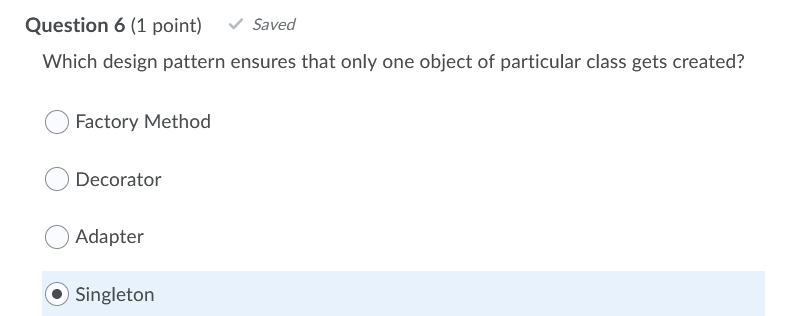 Question 6 (1 point) Saved
Which design pattern ensures that only one object of particular class gets created?
Factory Method
Decorator
Adapter
Singleton